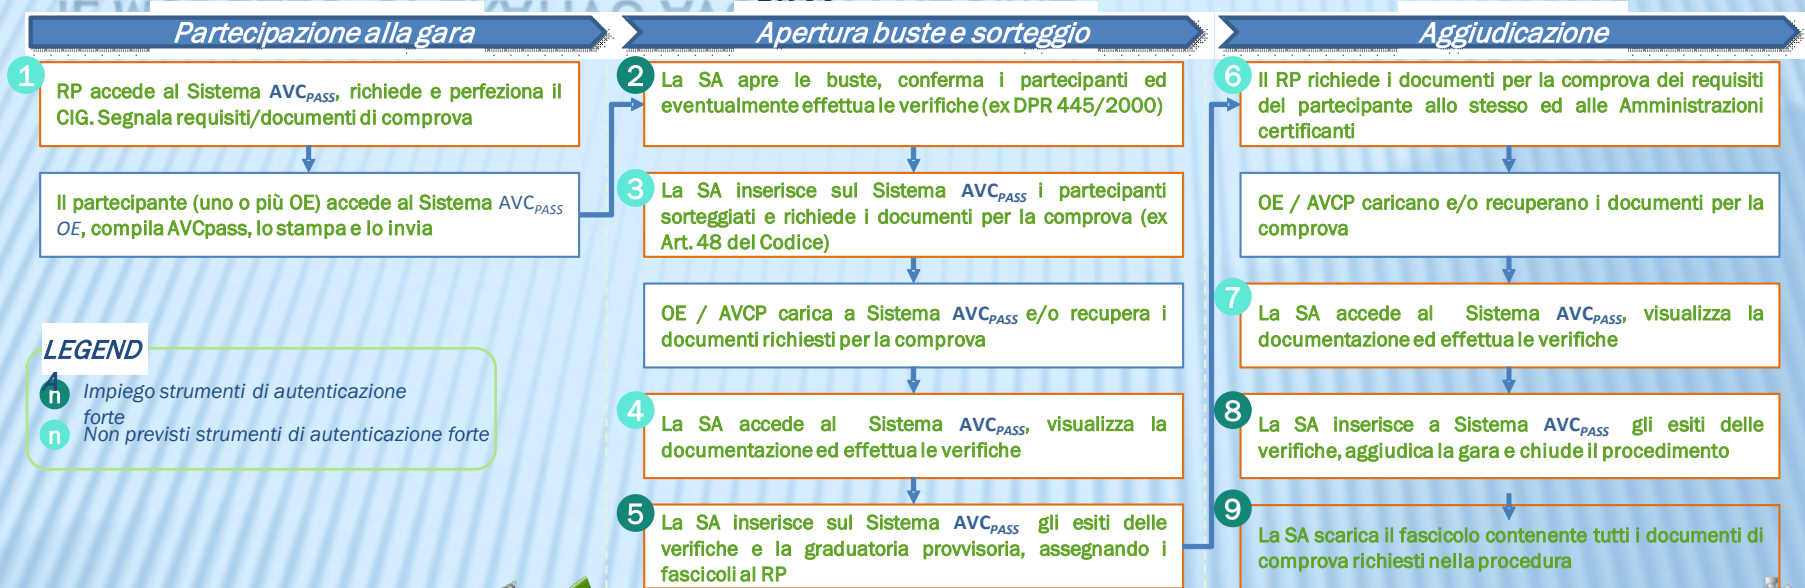 Partecipazione alla gara
1
RP accede al Sistema AVCPASS, richiede e perfeziona il
CIG. Segnala requisiti/documenti di comprova
Il partecipante (uno o più OE) accede al Sistema AVCPASS
OE, compila AVCpass, lo stampa e lo invia
LEGEND
A
n Impiego strumenti di autenticazione
forte
n Non previsti strumenti di autenticazione forte
Apertura buste e sorteggio
2
La SA apre le buste, conferma i partecipanti ed
eventualmente effettua le verifiche (ex DPR 445/2000)
3
La SA inserisce sul Sistema AVCPASS i partecipanti
sorteggiati e richiede i documenti per la comprova (ex
Art. 48 del Codice)
OE / AVCP carica a Sistema AVCPASS e/o recupera i
documenti richiesti per la comprova
4
La SA accede al Sistema AVCPASS, visualizza la
documentazione ed effettua le verifiche
5
La SA inserisce sul Sistema AVCPASS gli esiti delle
verifiche e la graduatoria provvisoria, assegnando i
fascicoli al RP
Aggiudicazione
6
Il RP richiede i documenti per la comprova dei requisiti
del partecipante allo stesso ed alle Amministrazioni
certificanti
OE / AVCP caricano e/o recuperano i documenti per la
comprova
7
La SA accede al Sistema AVCPASS, visualizza la
documentazione ed effettua le verifiche
8
La SA inserisce a Sistema AVCPASS gli esiti delle
verifiche, aggiudica la gara e chiude il procedimento
9
La SA scarica il fascicolo contenente tutti i documenti di
comprova richiesti nella procedura